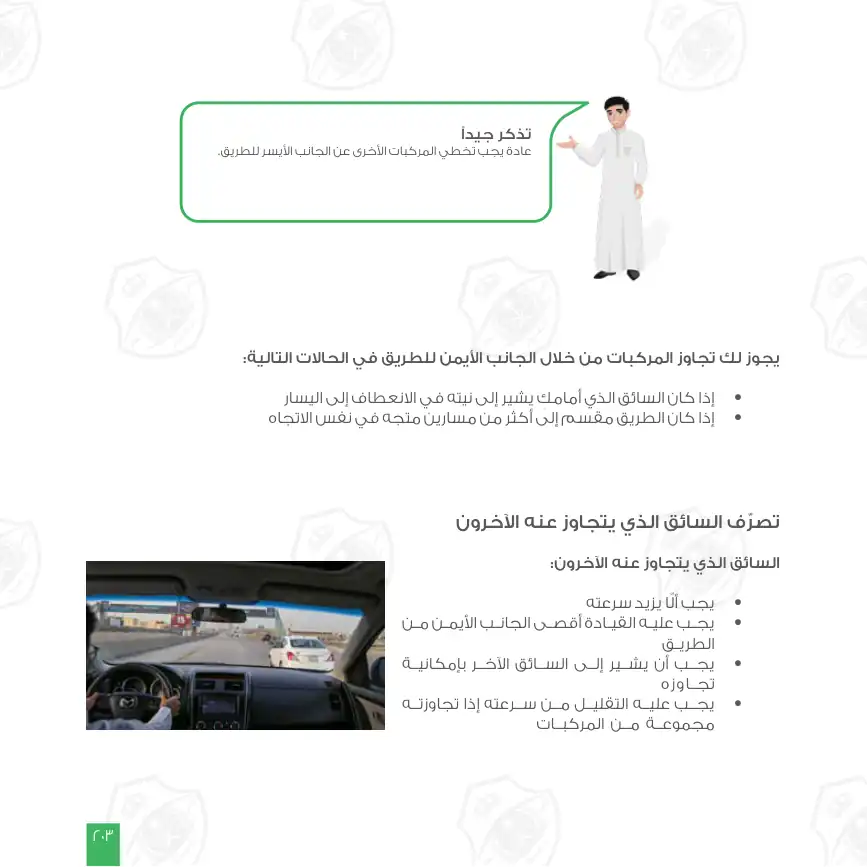 تذكر جيداً
عادة يجب تخطي المركبات الأخرى عن الجانب الأيسر للطريق.
يجوز لك تجاوز المركبات من خلال الجانب الأيمن للطريق في الحالات التالية:
• إذا كان السائق الذي أمامك يشير إلى نيته في الانعطاف إلى اليسار
• إذا كان الطريق مقسم إلى أكثر من مسارين متجه في نفس الاتجاه
تصرّف السائق الذي يتجاوز عنه الآخرون
السائق الذي يتجاوز عنه الآخرون:
• يجب ألّا يزيد سرعته
• يجب عليه القيادة أقصى الجانب الأيمن من
الطريق
• يجب أن يشير إلى السائق الآخر بإمكانية
تجاوزه
• يجب عليه التقليل من سرعته إذا تجاوزته
مجموعة من المركبات
٢٠٣